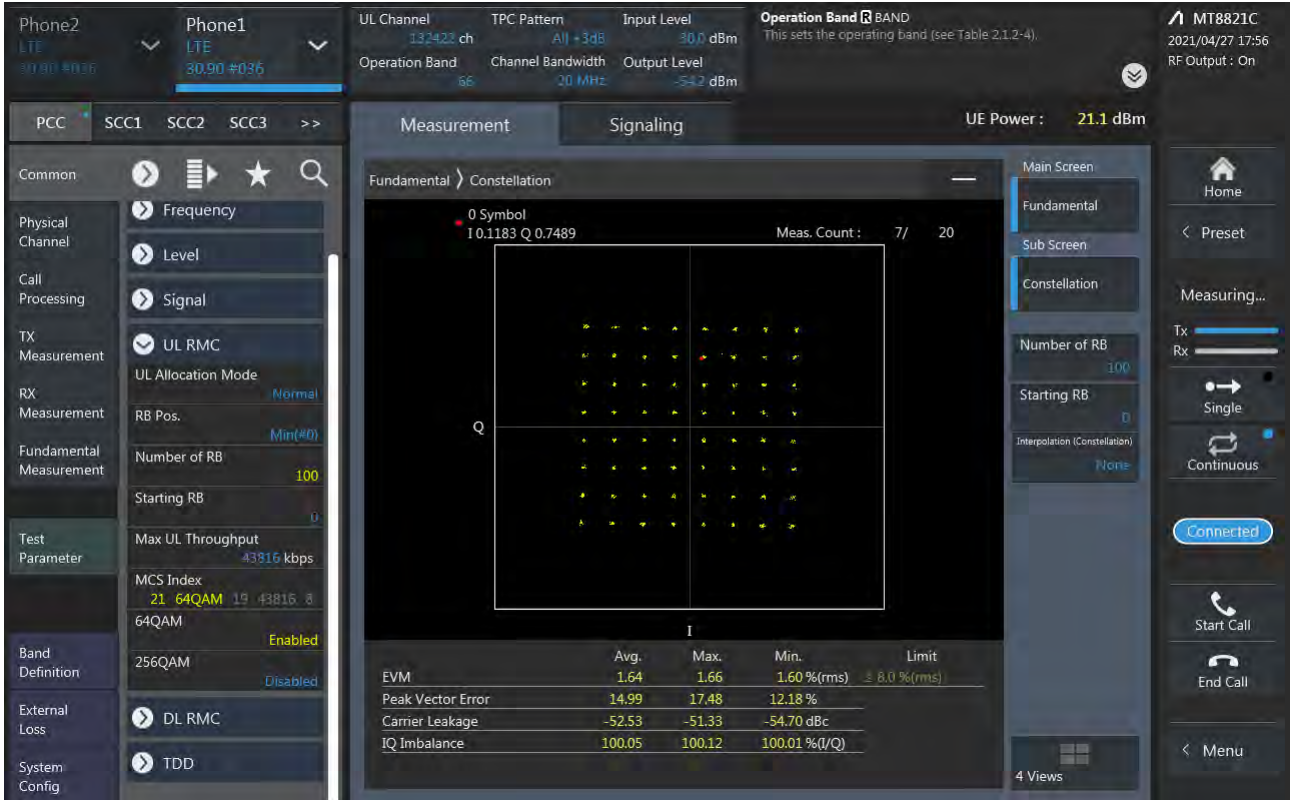 Phone2
LTE
30.90 #036
Phone1
LTE
30.90 #036
UL Channel
132422 ch
TPC Pattern
All +3dB
Input Level
30.0 dBm
Operation Band
66
Channel Bandwidth
20 MHz
Output Level
-54.2 dBm
Operation Band R BAND
This sets the operating band (see Table 2.1.2-4).
MT8821C
2021/04/27 17:56
RF Output : On
PCC SCC1 SCC2 SCC3 >>
Measurement
Signaling
UE Power : 21.1 dBm
Common
Physical
Channel
Call
Processing
TX
Measurement
RX
Measurement
Fundamental
Measurement
Test
Parameter
Band
Definition
External
Loss
System
Config
Frequency
Level
Signal
UL RMC
UL Allocation Mode
Normal
RB Pos.
Min(#0)
Number of RB
100
Starting RB
0
Max UL Throughput
43816 kbps
MCS Index
21 64QAM 19 43816 8
64QAM
Enabled
256QAM
Disabled
DL RMC
TDD
Fundamental > Constellation
0 Symbol
I 0.1183 Q 0.7489
Meas. Count : 7/ 20
Q
I
Avg. Max. Min. Limit
EVM 1.64 1.66 1.60 %(rms) ≤ 8.0 %(rms)
Peak Vector Error 14.99 17.48 12.18 %
Carrier Leakage -52.53 -51.33 -54.70 dBc
IQ Imbalance 100.05 100.12 100.01 %(I/Q)
Main Screen
Fundamental
Sub Screen
Constellation
Number of RB
100
Starting RB
0
Interpolation (Constellation)
None
4 Views
Home
< Preset
Measuring...
Tx
Rx
Single
Continuous
Connected
Start Call
End Call
< Menu